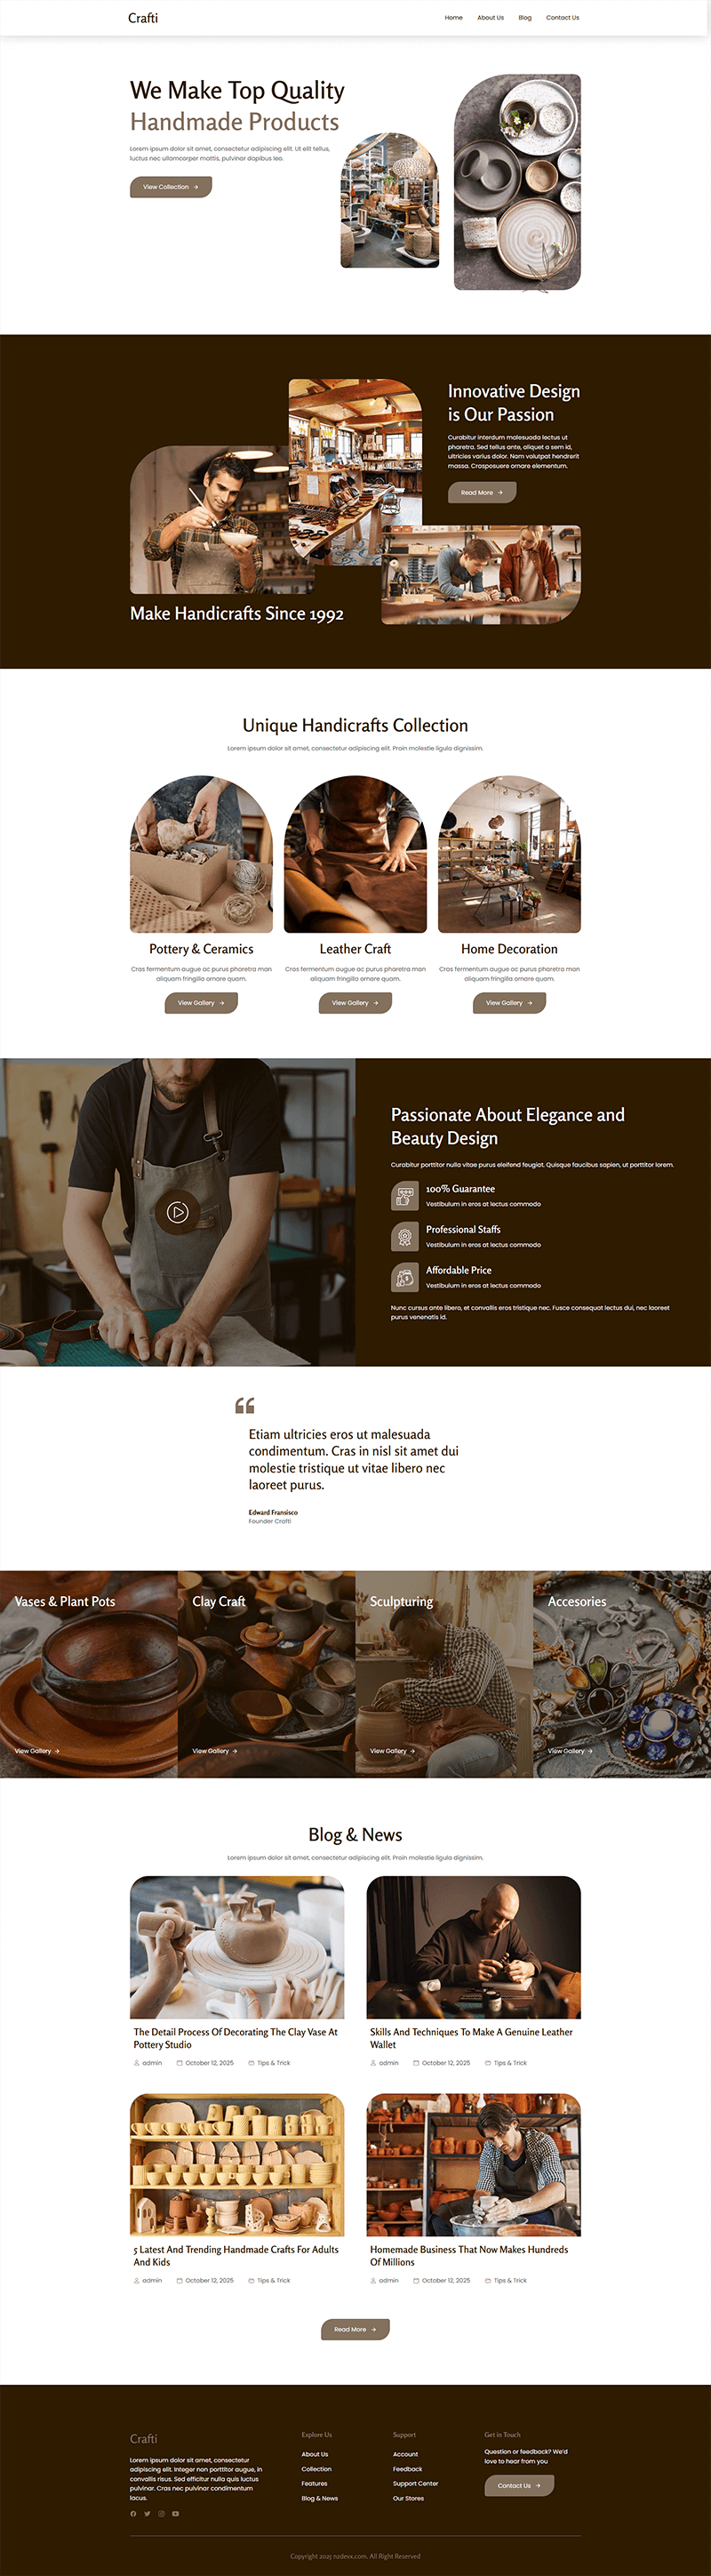 Crafti
Home
About Us
Blog
Contact Us
We Make Top Quality
Handmade Products
Lorem ipsum dolor sit amet, consectetur adipiscing elit. Ut elit tellus,
luctus nec ullamcorper mattis, pulvinar dapibus leo.
View Collection
Innovative Design
is Our Passion
Curabitur interdum malesuada lectus ut
pharetra. Sed tellus ante, aliquet a sem id,
ultricies varius dolor. Nam volutpat hendrerit
massa. Crasposuere ornare elementum.
Read More
Make Handicrafts Since 1992
Unique Handicrafts Collection
Lorem ipsum dolor sit amet, consectetur adipiscing elit. Proin molestie ligula dignissim.
Pottery & Ceramics
Cras fermentum augue ac purus pharetra man
aliquam fringilla ornare quam.
View Gallery
Leather Craft
Cras fermentum augue ac purus pharetra man
aliquam fringilla ornare quam.
View Gallery
Home Decoration
Cras fermentum augue ac purus pharetra man
aliquam fringilla ornare quam.
View Gallery
Passionate About Elegance and
Beauty Design
Curabitur porttitor nulla vitae purus eleifend feugiat. Quisque faucibus sapien, ut porttitor lorem.
100% Guarantee
Vestibulum in eros at lectus commodo
Professional Staffs
Vestibulum in eros at lectus commodo
Affordable Price
Vestibulum in eros at lectus commodo
Nunc cursus ante libero, et convallis eros tristique nec. Fusce consequat lectus dui, nec laoreet
purus venenatis id.
Etiam ultricies eros ut malesuada
condimentum. Cras in nisl sit amet dui
molestie tristique ut vitae libero nec
laoreet purus.
Edward Fransisco
Founder Crafti
Vases & Plant Pots
View Gallery
Clay Craft
View Gallery
Sculpturing
View Gallery
Accesories
View Gallery
Blog & News
Lorem ipsum dolor sit amet, consectetur adipiscing elit. Proin molestie ligula dignissim.
The Detail Process Of Decorating The Clay Vase At
Pottery Studio
admin
October 12, 2025
Tips & Trick
Skills And Techniques To Make A Genuine Leather
Wallet
admin
October 12, 2025
Tips & Trick
5 Latest And Trending Handmade Crafts For Adults
And Kids
admin
October 12, 2025
Tips & Trick
Homemade Business That Now Makes Hundreds
Of Millions
admin
October 12, 2025
Tips & Trick
Read More
Crafti
Lorem ipsum dolor sit amet, consectetur
adipiscing elit. Integer non porttitor augue, in
convallis risus. Sed efficitur nulla quis luctus
pulvinar. Cras nec pulvinar condimentum
lacus.
Explore Us
About Us
Collection
Features
Blog & News
Support
Account
Feedback
Support Center
Our Stores
Get in Touch
Question or feedback? We'd
love to hear from you
Contact Us
Copyright 2025 nzdevx.com, All Right Reserved